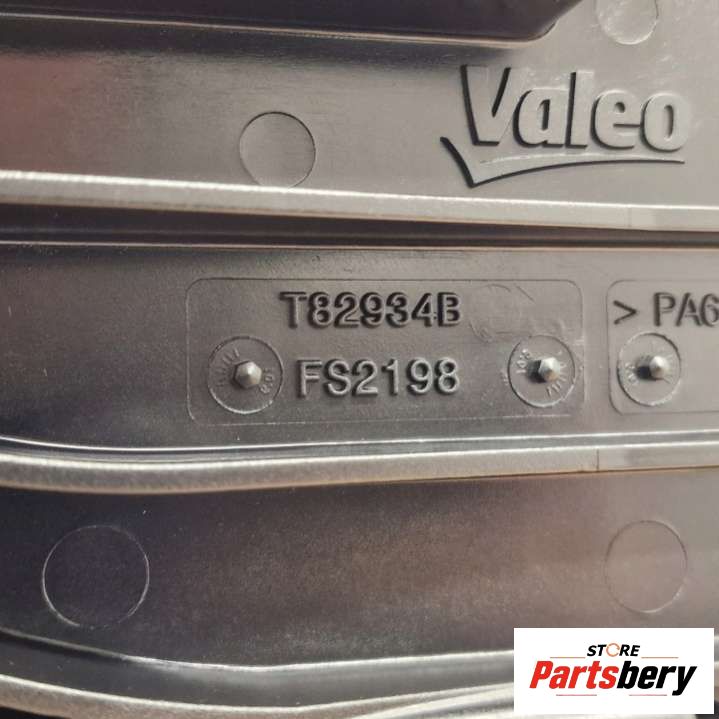 Valeo
T82934B
FS2198
> PA6
STORE
Partsbery